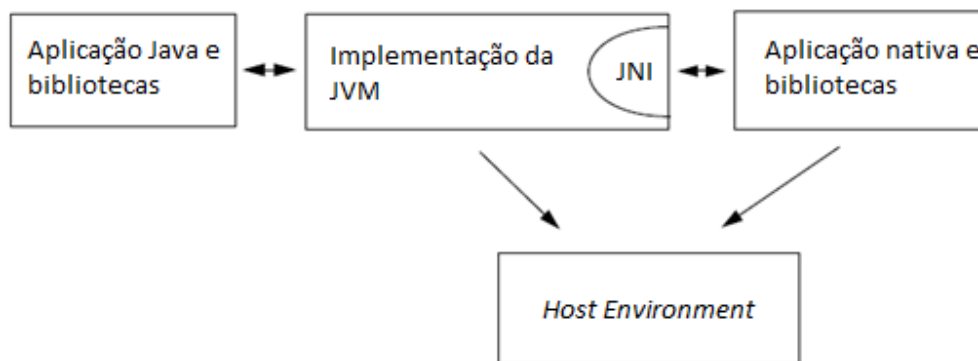 Aplicação Java e
bibliotecas
Implementação da
JVM
JNI
Aplicação nativa e
bibliotecas
Host Environment